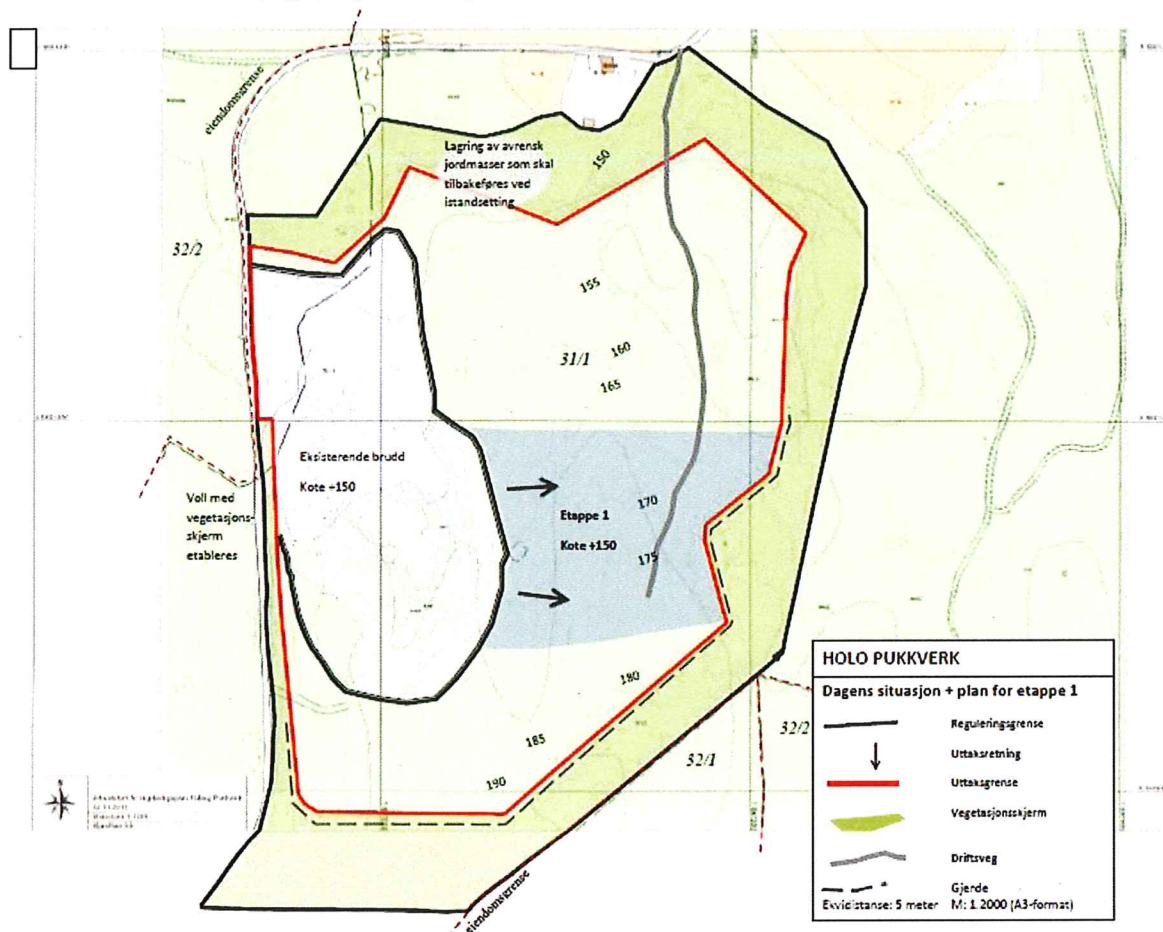 eiendomsgrense
Lagring av avrensk
jordmasser som skal
tilbakeføres ved
istandsetting
150
32/2
155
31/1
160
165
Eksisterende brudd
Kote +150
Voll med
vegetasjons-
skjerm
etableres
170
Etappe 1
Kote +150
175
180
185
190
32/1
32/2
eiendomsgrense
HOLO PUKKVERK
Dagens situasjon + plan for etappe 1
Reguleringsgrense
Uttaksretning
Uttaksgrense
Vegetasjonsskjerm
Driftsveg
Gjerde
Ekvidistanse: 5 meter M: 1:2000 (A3-format)